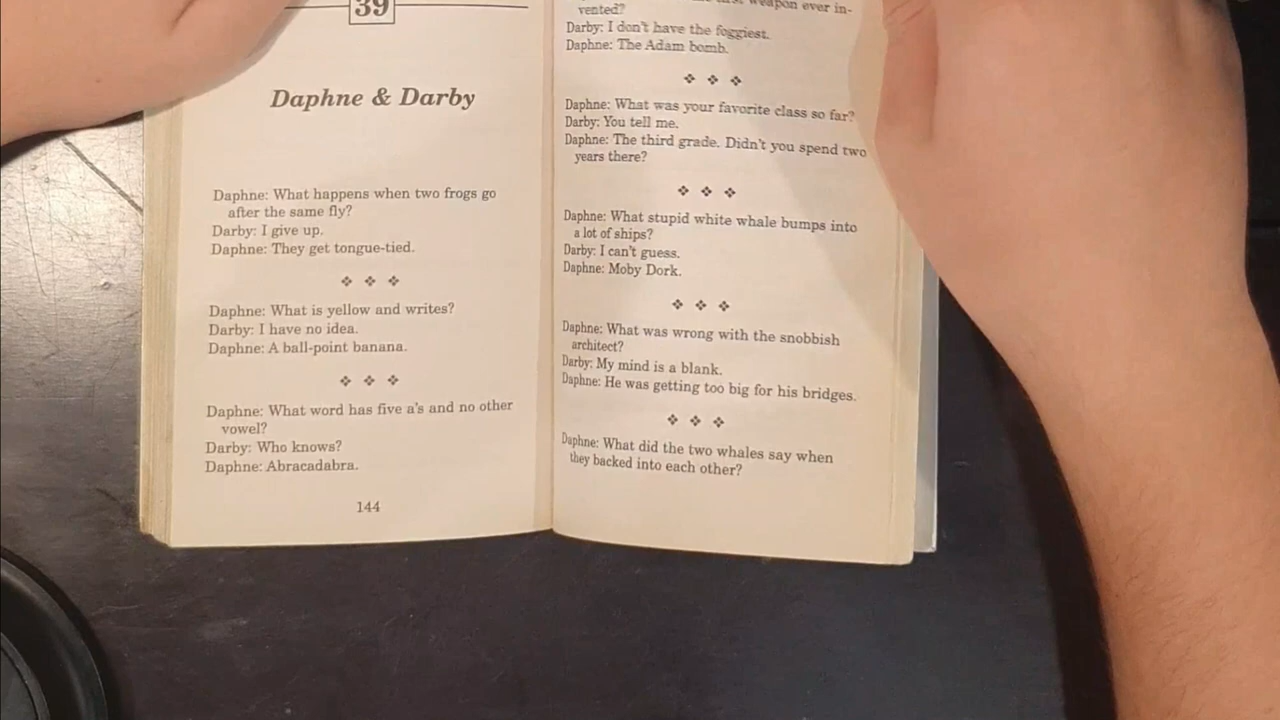 39
Daphne & Darby
Daphne: What happens when two frogs go
after the same fly?
Darby: I give up.
Daphne: They get tongue-tied.
Daphne: What is yellow and writes?
Darby: I have no idea.
Daphne: A ball-point banana.
Daphne: What word has five a's and no other
vowel?
Darby: Who knows?
Daphne: Abracadabra.
144
weapon ever in-
vented?
Darby: I don't have the foggiest.
Daphne: The Adam bomb.
Daphne: What was your favorite class so far?
Darby: You tell me.
Daphne: The third grade. Didn't you spend two
years there?
Daphne: What stupid white whale bumps into
a lot of ships?
Darby: I can't guess.
Daphne: Moby Dork.
Daphne: What was wrong with the snobbish
architect?
Darby: My mind is a blank.
Daphne: He was getting too big for his bridges.
Daphne: What did the two whales say when
they backed into each other?